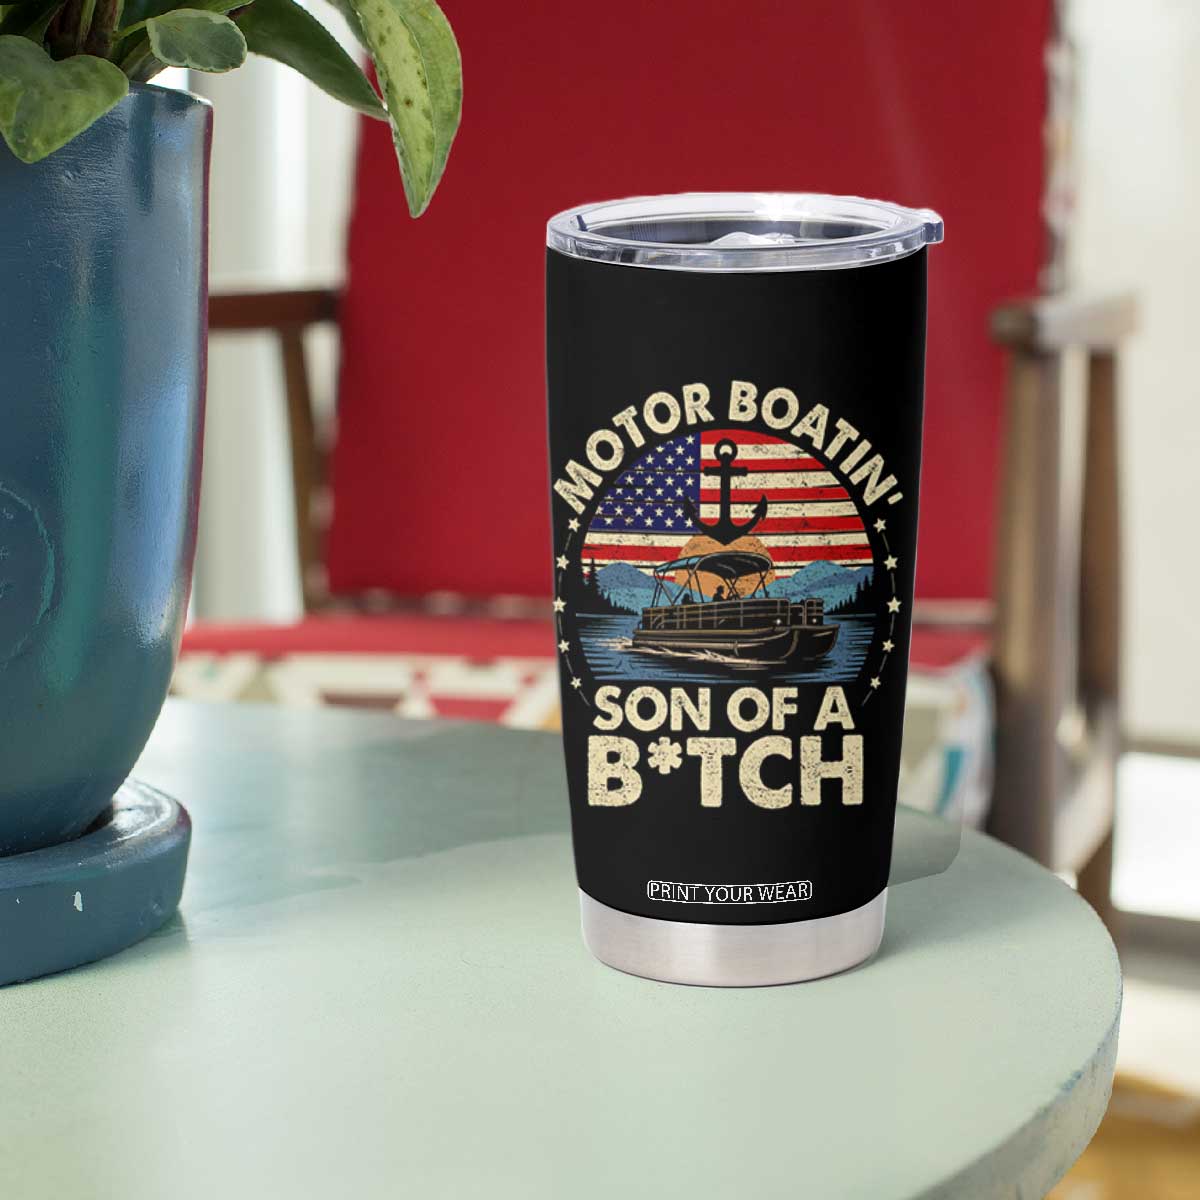 MOTOR BOATIN'
SON OF A
B*TCH
PRINT YOUR WEAR